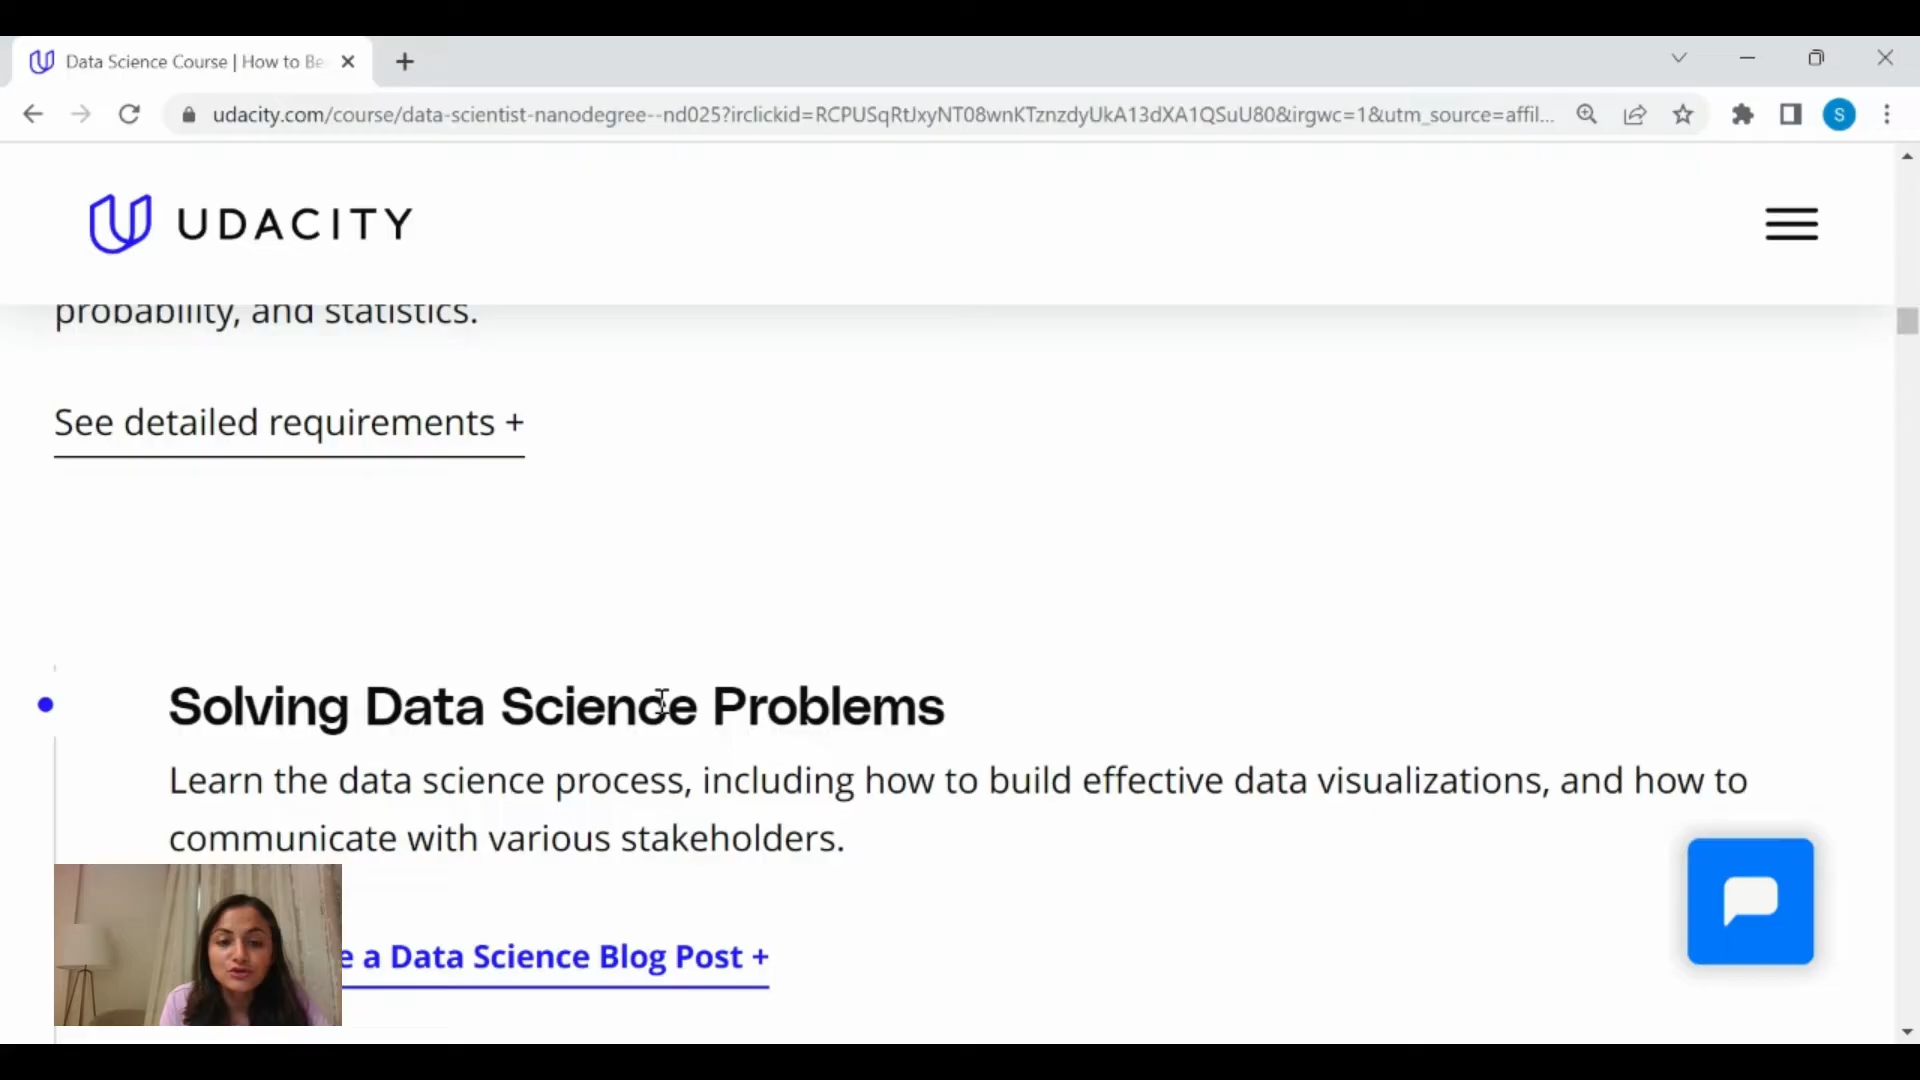 Data Science Course | How to Be
udacity.com/course/data-scientist-nanodegree--nd025?irclickid=RCPUSqRtJxyNT08wnKTznzdyUkA13dXA1QSuU80&irgwc=1&utm_source=affil...
S
UDACITY
probability, and statistics.
See detailed requirements +
Solving Data Science Problems
Learn the data science process, including how to build effective data visualizations, and how to
communicate with various stakeholders.
e a Data Science Blog Post +